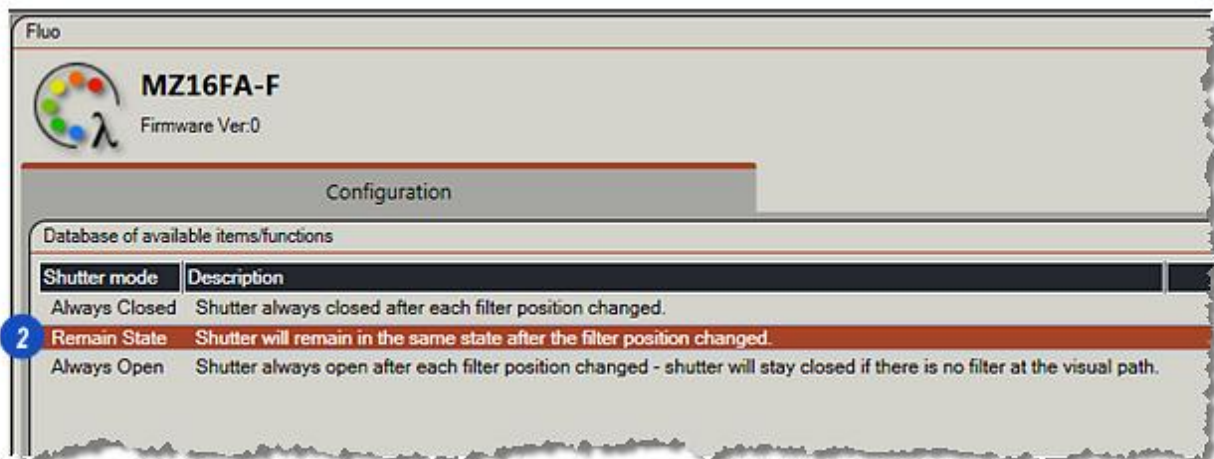 Fluo
MZ16FA-F
λ
Firmware Ver:0
Configuration
Database of available items/functions
Shutter mode Description
Always Closed Shutter always closed after each filter position changed.
2 Remain State Shutter will remain in the same state after the filter position changed.
Always Open Shutter always open after each filter position changed - shutter will stay closed if there is no filter at the visual path.